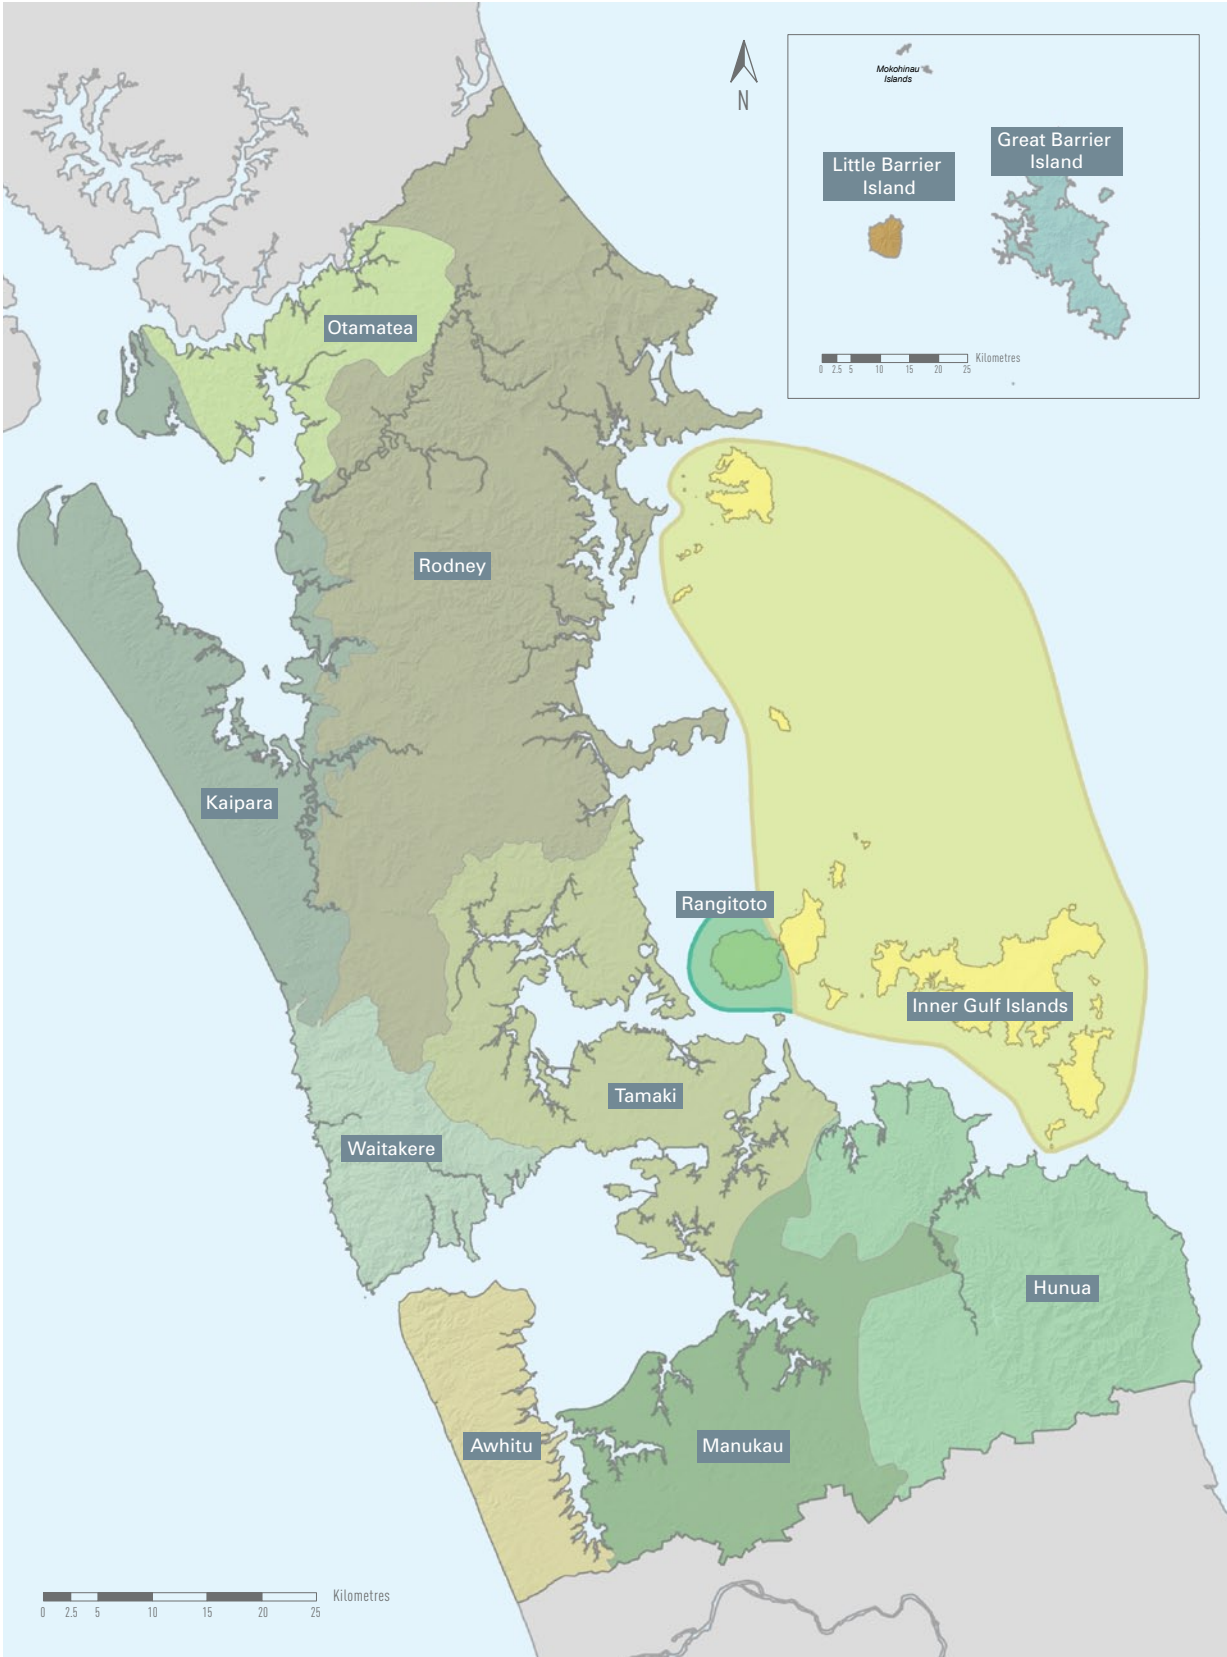 N
Mokohinau
Islands
Great Barrier
Island
Little Barrier
Island
Kilometres
0 2.5 5 10 15 20 25
Otamatea
Rodney
Kaipara
Rangitoto
Inner Gulf Islands
Tamaki
Waitakere
Hunua
Awhitu
Manukau
Kilometres
0 2.5 5 10 15 20 25